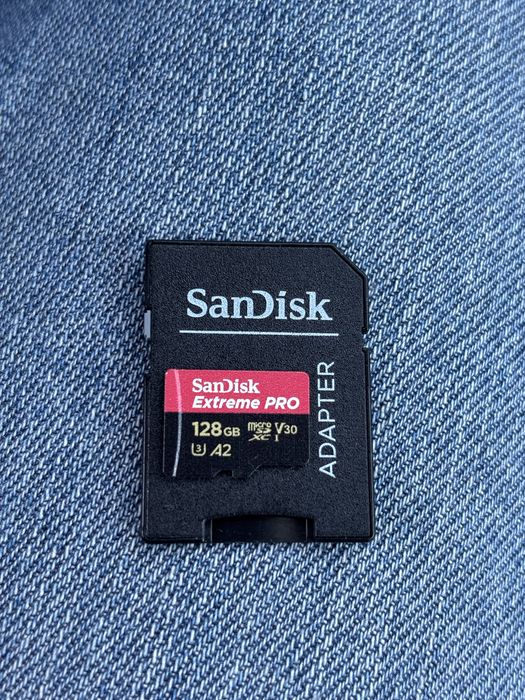 SanDisk
SanDisk
Extreme PRO
128GB micro SD XC I V30
U3 A2
ADAPTER